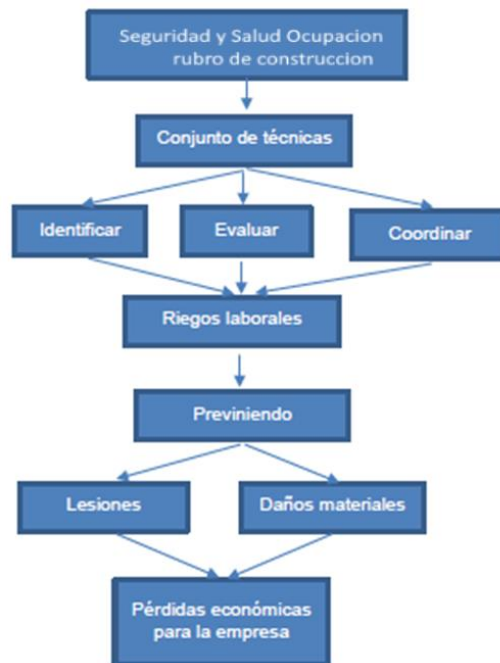 Seguridad y Salud Ocupacion
rubro de construccion
Conjunto de técnicas
Identificar
Evaluar
Coordinar
Riegos laborales
Previniendo
Lesiones
Daños materiales
Pérdidas económicas
para la empresa